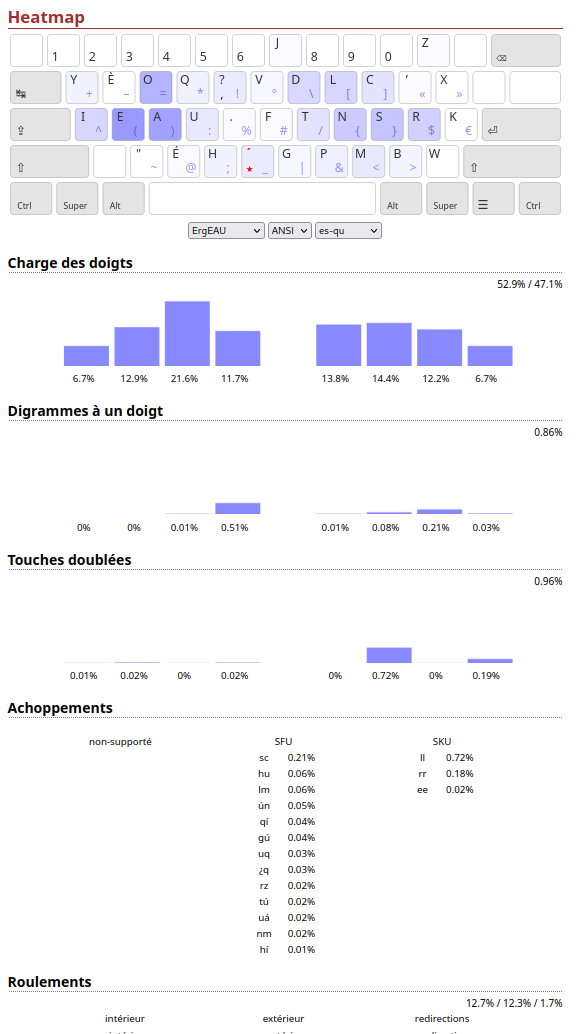 Heatmap
J Z
1 2 3 4 5 6 8 9 0 ⌫
↹ Y + È – O = Q * ? , ! V ° D \ L [ C ] ’ « X »
⇪ I ^ E ( A ) U : . % F # T / N { S } R $ K € ⏎
⇧ " ~ É @ H ; ´ ★ _ G | P & M < B > W ⇧
Ctrl Super Alt Alt Super ☰ Ctrl
ErgEAU ANSI es-qu
Charge des doigts
52.9% / 47.1%
6.7% 12.9% 21.6% 11.7% 13.8% 14.4% 12.2% 6.7%
Digrammes à un doigt
0.86%
0% 0% 0.01% 0.51% 0.01% 0.08% 0.21% 0.03%
Touches doublées
0.96%
0.01% 0.02% 0% 0.02% 0% 0.72% 0% 0.19%
Achoppements
non-supporté SFU SKU
sc 0.21% ll 0.72%
hu 0.06% rr 0.18%
lm 0.06% ee 0.02%
ún 0.05%
qí 0.04%
gú 0.04%
uq 0.03%
¿q 0.03%
rz 0.02%
tú 0.02%
uá 0.02%
nm 0.02%
hí 0.01%
Roulements
12.7% / 12.3% / 1.7%
intérieur extérieur redirections